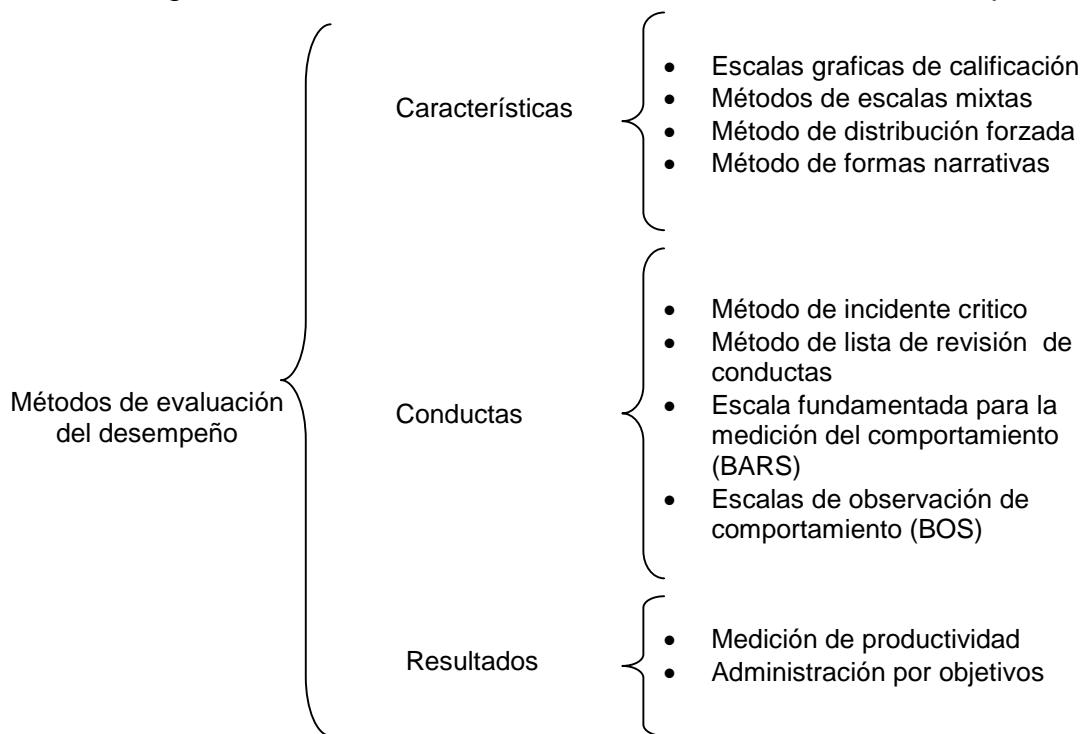 Características
• Escalas graficas de calificación
• Métodos de escalas mixtas
• Método de distribución forzada
• Método de formas narrativas
Métodos de evaluación
del desempeño
Conductas
• Método de incidente critico
• Método de lista de revisión de
conductas
• Escala fundamentada para la
medición del comportamiento
(BARS)
• Escalas de observación de
comportamiento (BOS)
Resultados
• Medición de productividad
• Administración por objetivos